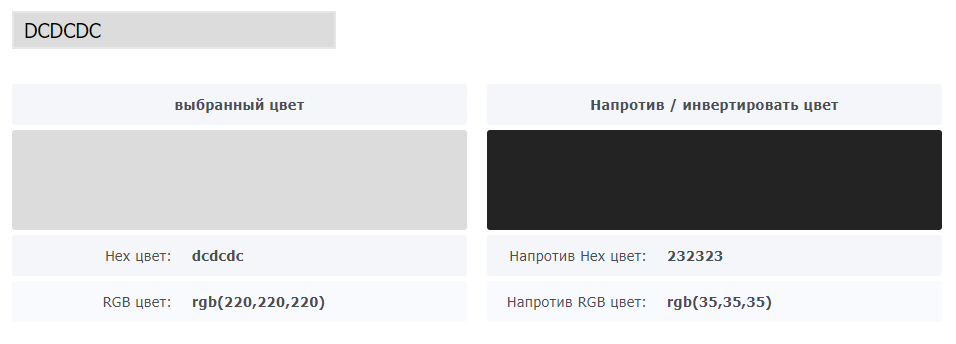 DCDCDC
выбранный цвет
Напротив / инвертировать цвет
Hex цвет: dcdcdc
Напротив Hex цвет: 232323
RGB цвет: rgb(220,220,220)
Напротив RGB цвет: rgb(35,35,35)